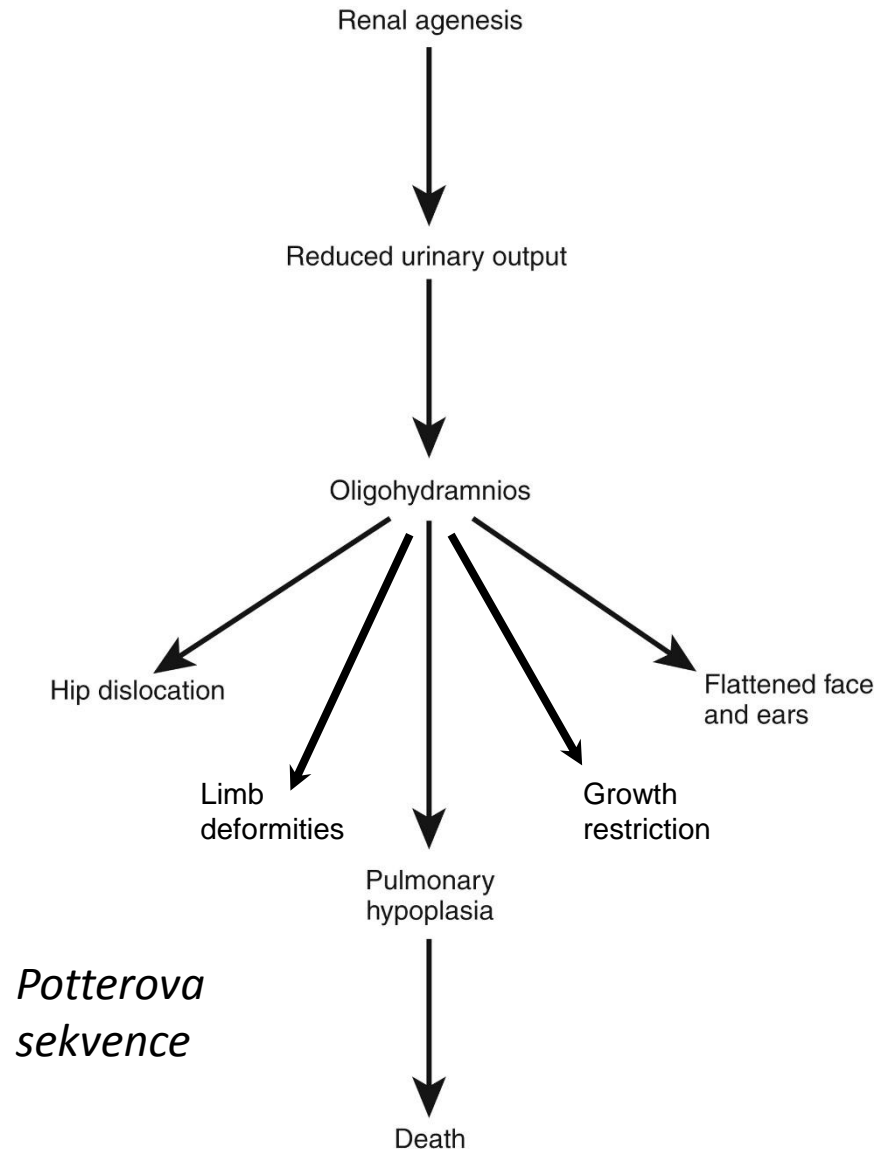 Renal agenesis
Reduced urinary output
Oligohydramnios
Hip dislocation
Flattened face
and ears
Limb
deformities
Growth
restriction
Pulmonary
hypoplasia
Potterova
sekvence
Death